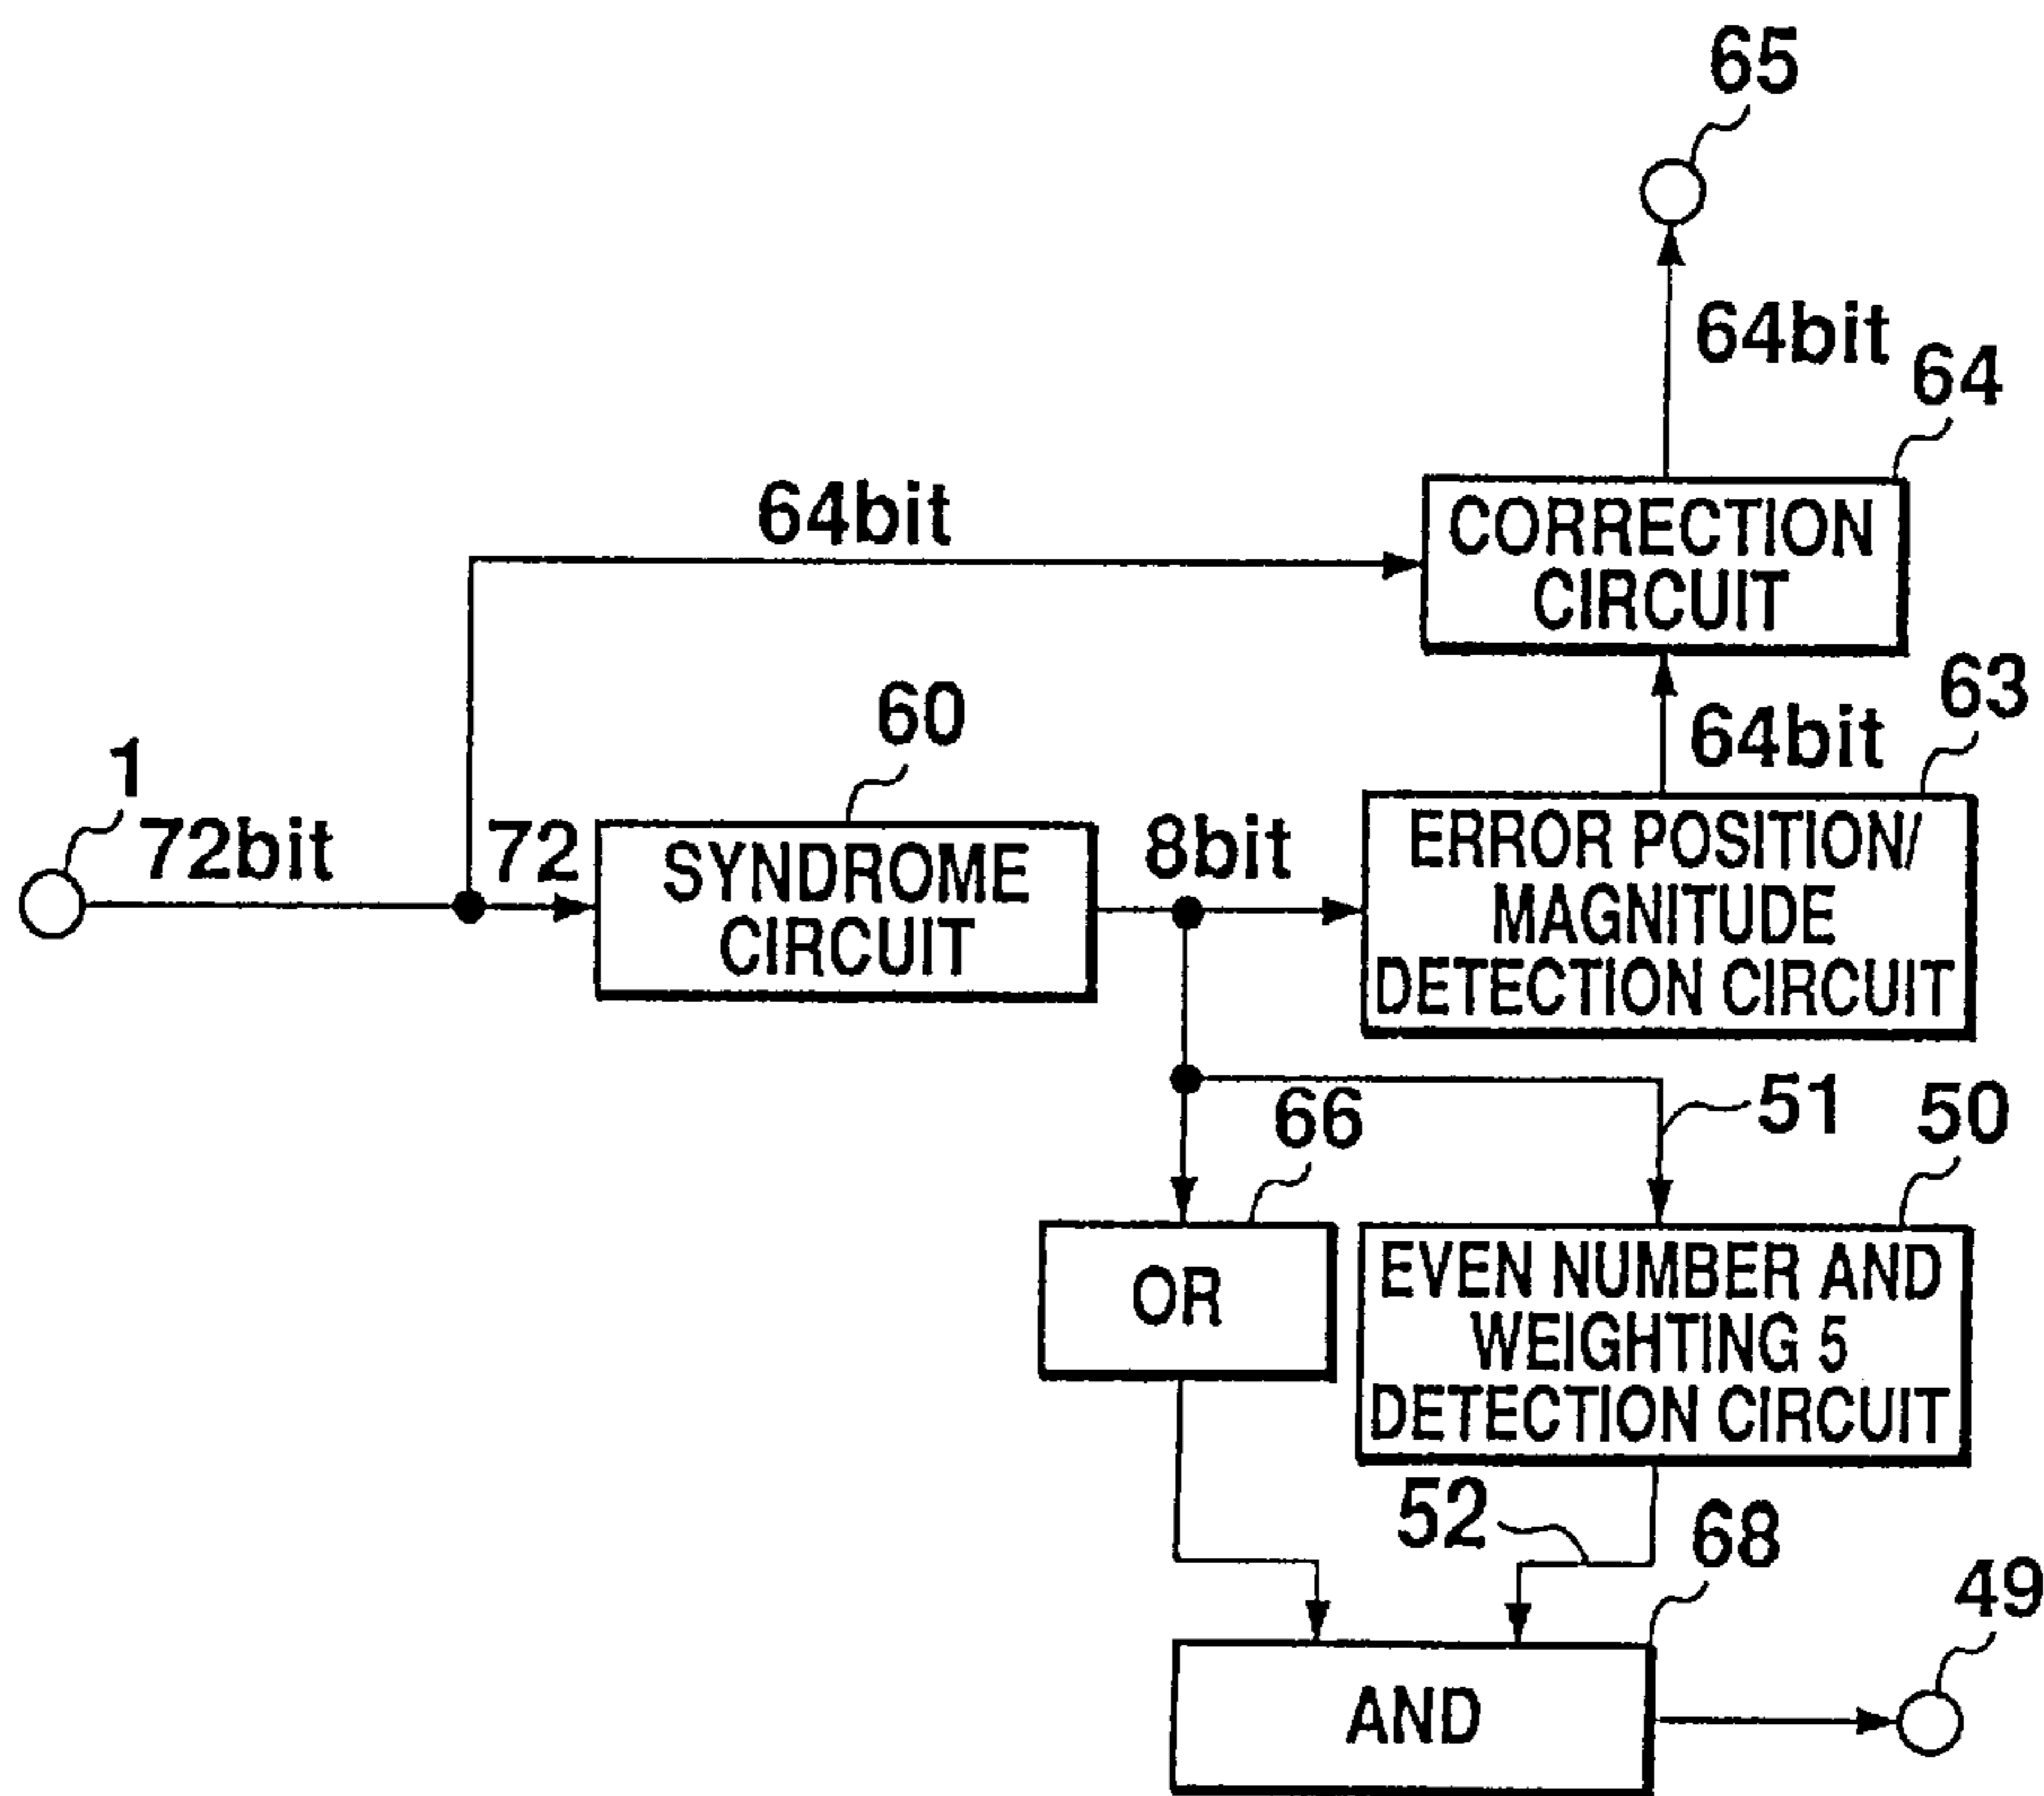 65
64bit
64
64bit
CORRECTION
CIRCUIT
60
63
64bit
1
72bit
72
SYNDROME
CIRCUIT
8bit
ERROR POSITION/
MAGNITUDE
DETECTION CIRCUIT
66
51
50
OR
EVEN NUMBER AND
WEIGHTING 5
DETECTION CIRCUIT
52
68
49
AND